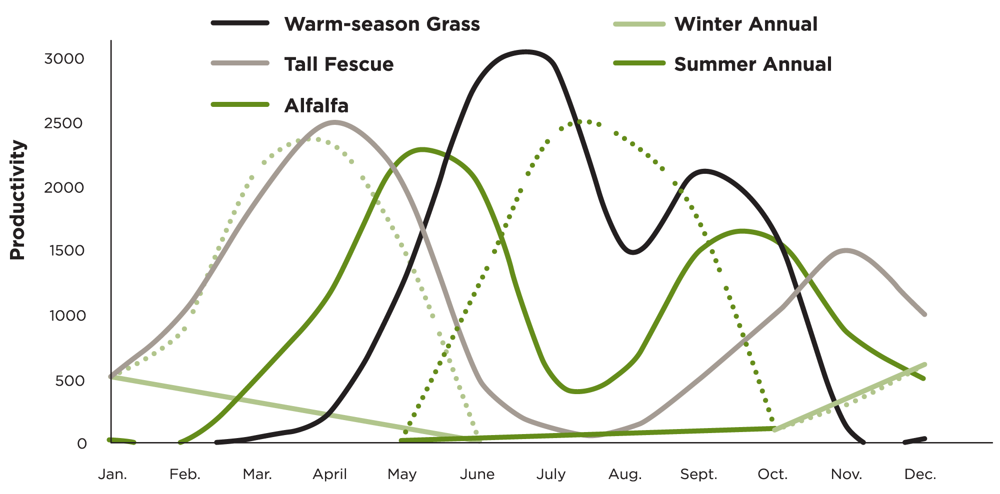 Warm-season Grass
Winter Annual
Tall Fescue
Summer Annual
Alfalfa
Productivity
3000
2500
2000
1500
1000
500
0
Jan. Feb. Mar. April May June July Aug. Sept. Oct. Nov. Dec.